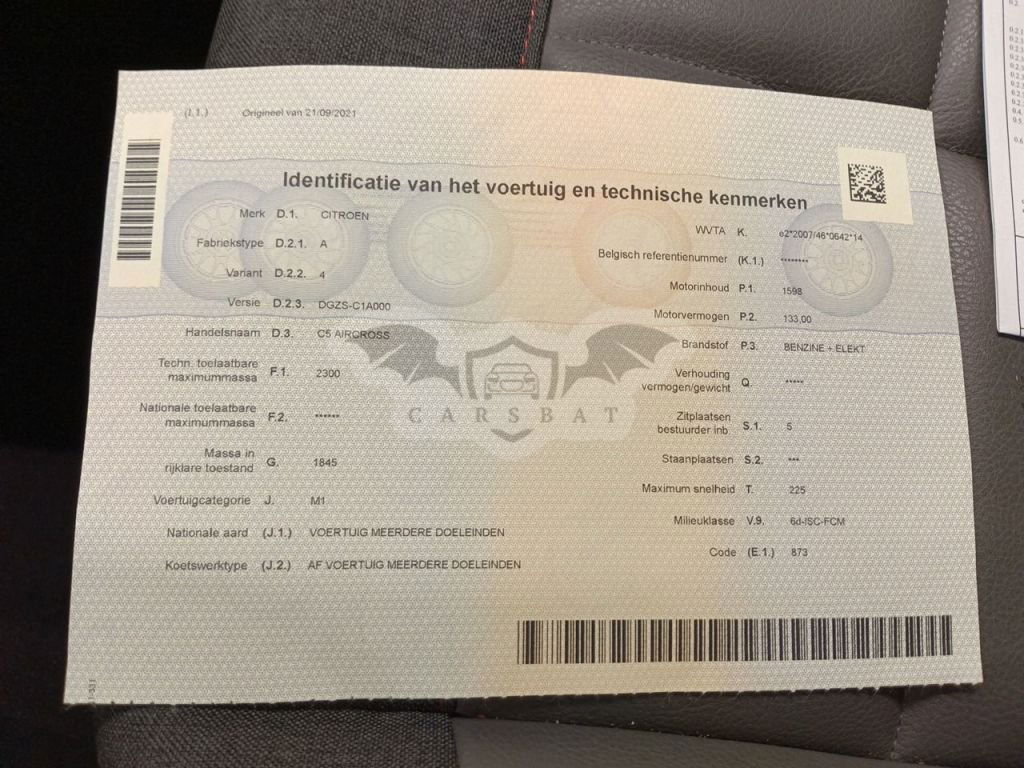 (I.1.) Origineel van 21/09/2021
Identificatie van het voertuig en technische kenmerken
Merk D.1. CITROEN
Fabriekstype D.2.1. A
Variant D.2.2. 4
Versie D.2.3. DGZS-C1A000
Handelsnaam D.3. C5 AIRCROSS
Techn. toelaatbare
maximummassa F.1. 2300
Nationale toelaatbare
maximummassa F.2. ******
Massa in
rijklare toestand G. 1845
Voertuigcategorie J. M1
Nationale aard (J.1.) VOERTUIG MEERDERE DOELEINDEN
Koetswerktype (J.2.) AF VOERTUIG MEERDERE DOELEINDEN
WVTA K. e2*2007/46*0642*14
Belgisch referentienummer (K.1.) ********
Motorinhoud P.1. 1598
Motorvermogen P.2. 133,00
Brandstof P.3. BENZINE + ELEKT
Verhouding
vermogen/gewicht Q. *****
Zitplaatsen
bestuurder inb. S.1. 5
Staanplaatsen S.2. ***
Maximum snelheid T. 225
Milieuklasse V.9. 6d-ISC-FCM
Code (E.1.) 873
CARSBAT